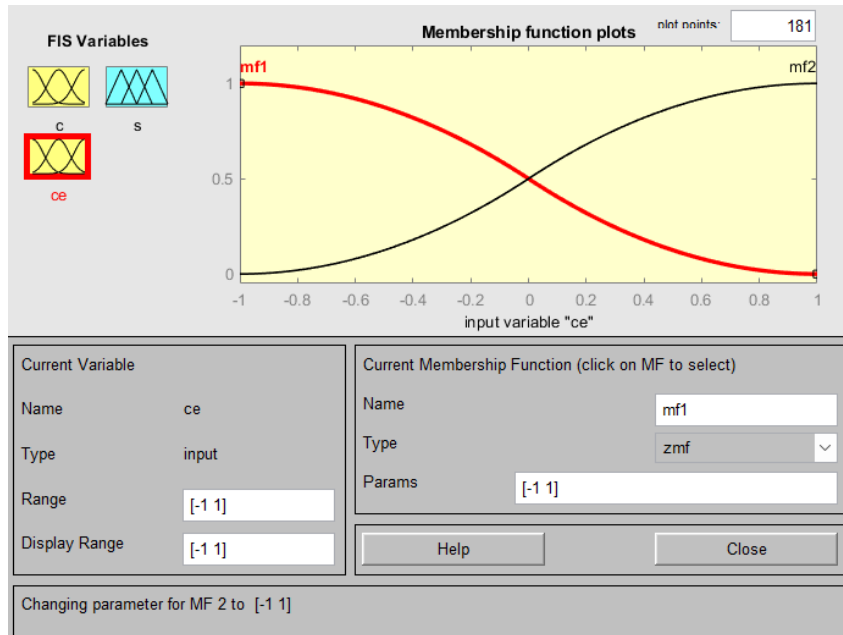 FIS Variables
c
s
ce
Membership function plots
plot points:
181
mf1
mf2
1
0.5
0
-1 -0.8 -0.6 -0.4 -0.2 0 0.2 0.4 0.6 0.8 1
input variable "ce"
Current Variable
Name ce
Type input
Range [-1 1]
Display Range [-1 1]
Current Membership Function (click on MF to select)
Name mf1
Type zmf
Params [-1 1]
Help Close
Changing parameter for MF 2 to [-1 1]